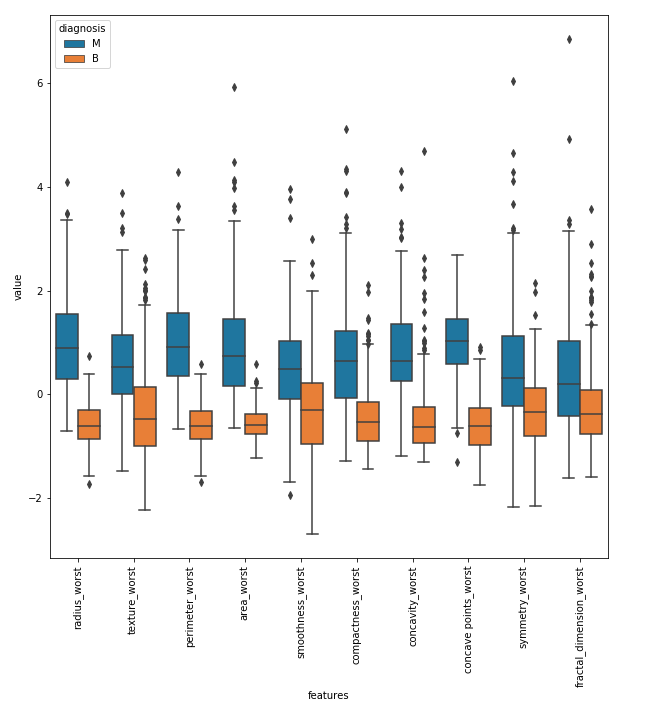 diagnosis
M
B
6
4
2
0
−2
value
radius_worst
texture_worst
perimeter_worst
area_worst
smoothness_worst
compactness_worst
concavity_worst
concave points_worst
symmetry_worst
fractal_dimension_worst
features